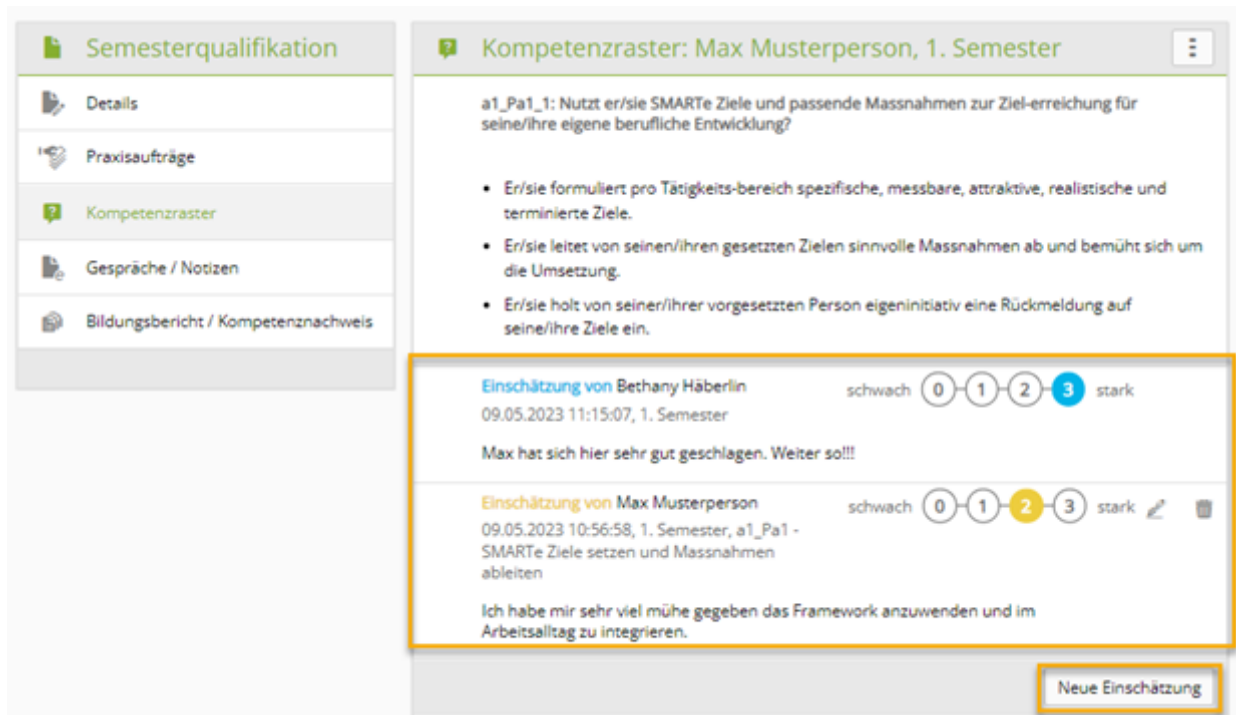 Semesterqualifikation
Details
Praxisaufträge
Kompetenzraster
Gespräche / Notizen
Bildungsbericht / Kompetenznachweis
Kompetenzraster: Max Musterperson, 1. Semester
a1_Pa1_1: Nutzt er/sie SMARTe Ziele und passende Massnahmen zur Ziel-erreichung für
seine/ihre eigene berufliche Entwicklung?
• Er/sie formuliert pro Tätigkeits-bereich spezifische, messbare, attraktive, realistische und
terminierte Ziele.
• Er/sie leitet von seinen/ihren gesetzten Zielen sinnvolle Massnahmen ab und bemüht sich um
die Umsetzung.
• Er/sie holt von seiner/ihrer vorgesetzten Person eigeninitiativ eine Rückmeldung auf
seine/ihre Ziele ein.
Einschätzung von Bethany Häberlin schwach 0 1 2 3 stark
09.05.2023 11:15:07, 1. Semester
Max hat sich hier sehr gut geschlagen. Weiter so!!!
Einschätzung von Max Musterperson schwach 0 1 2 3 stark
09.05.2023 10:56:58, 1. Semester, a1_Pa1 -
SMARTe Ziele setzen und Massnahmen
ableiten
Ich habe mir sehr viel mühe gegeben das Framework anzuwenden und im
Arbeitsalltag zu integrieren.
Neue Einschätzung